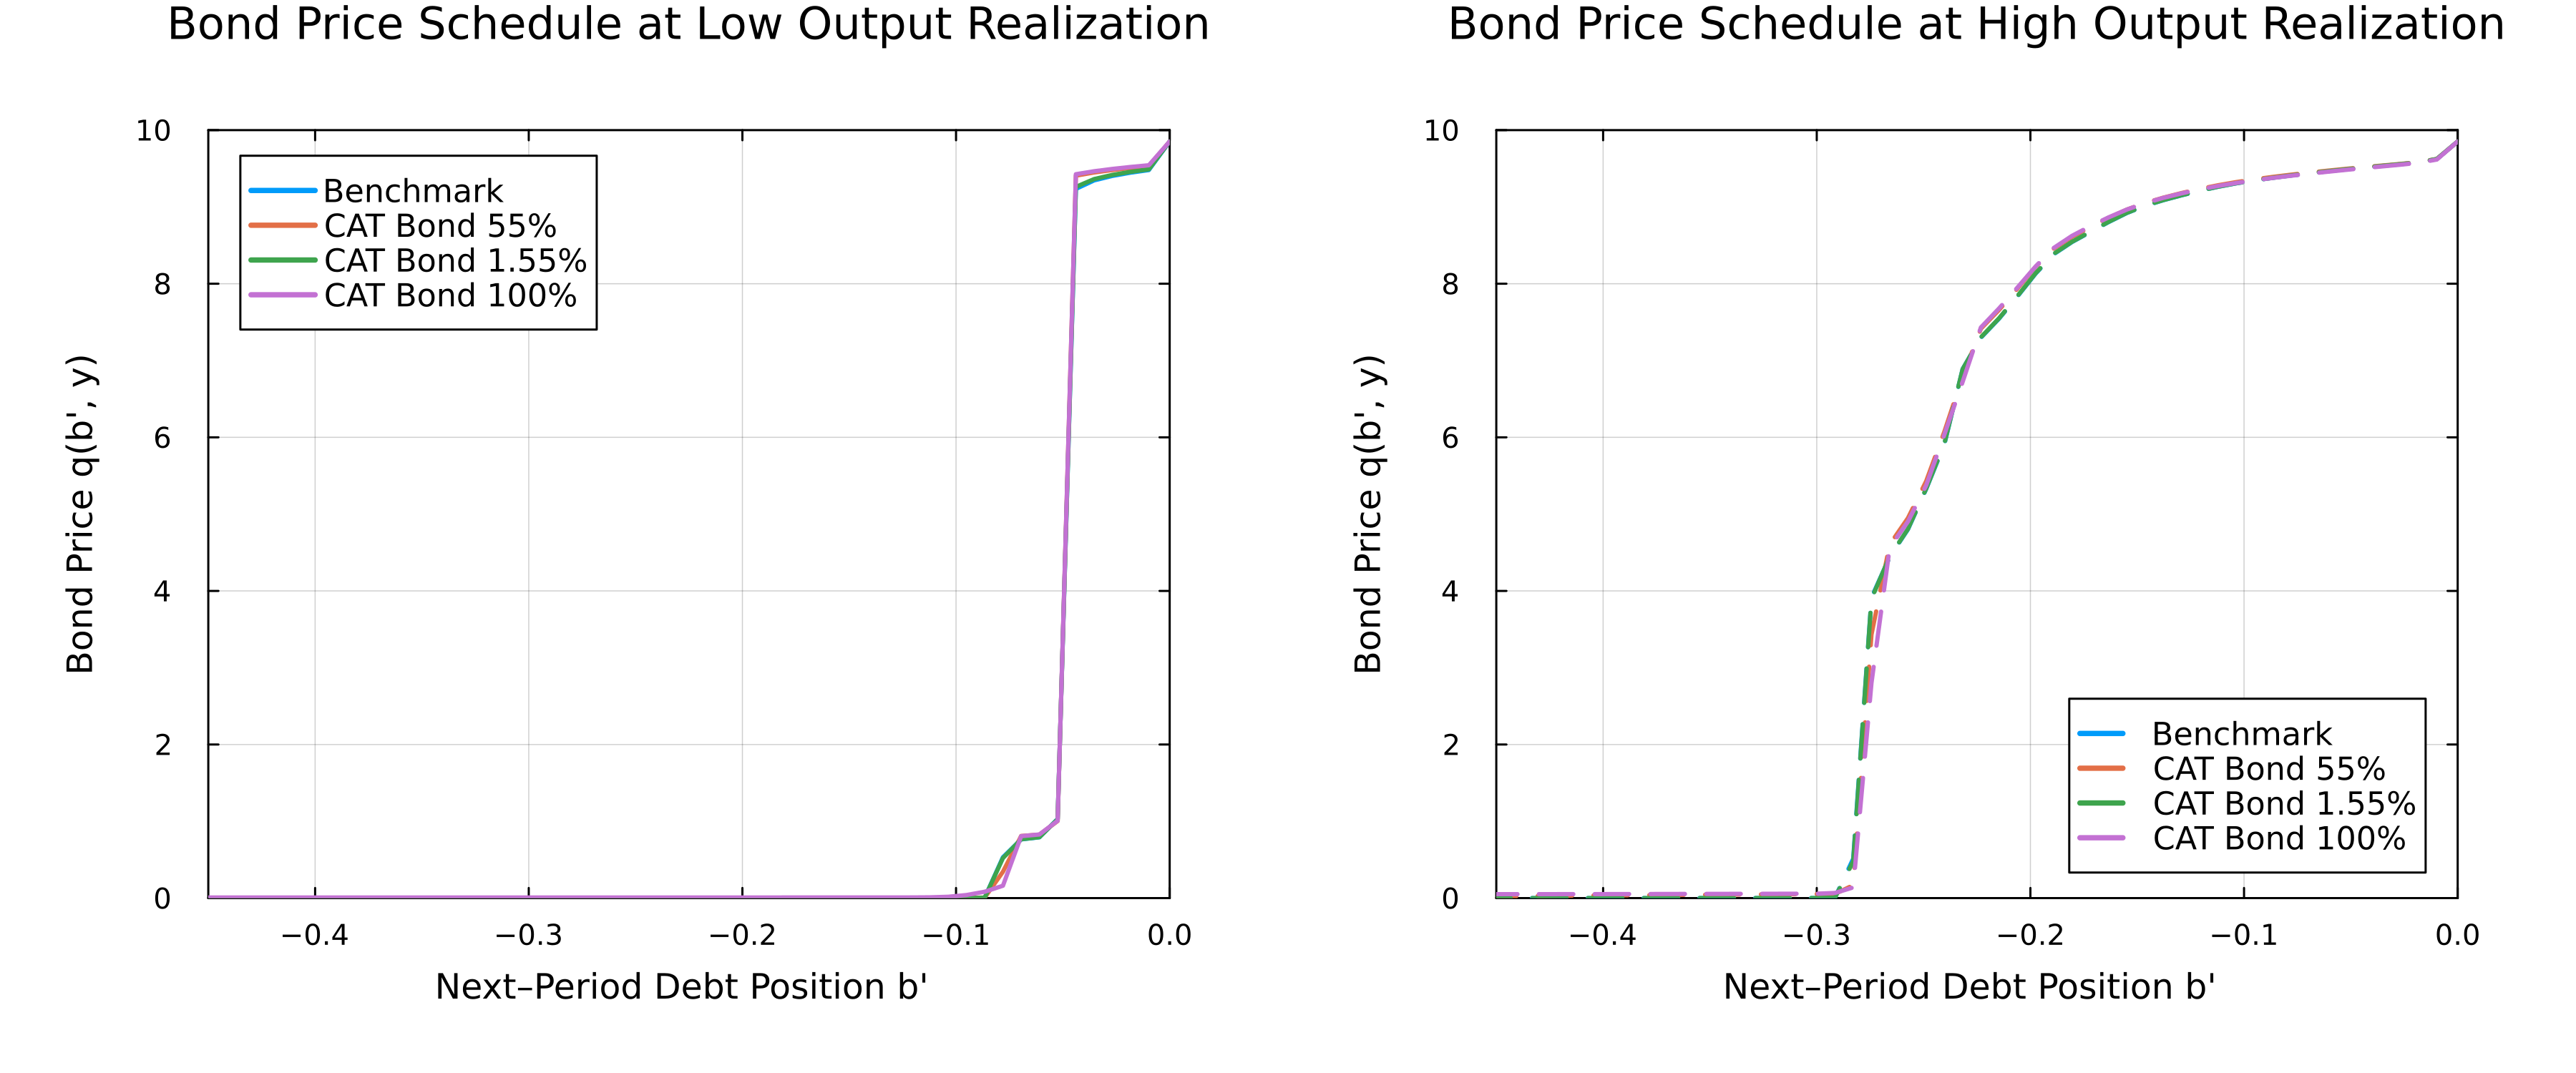 Bond Price Schedule at Low Output Realization
10
8
6
4
2
0
Bond Price q(b', y)
Benchmark
CAT Bond 55%
CAT Bond 1.55%
CAT Bond 100%
−0.4
−0.3
−0.2
−0.1
0.0
Next–Period Debt Position b'
Bond Price Schedule at High Output Realization
10
8
6
4
2
0
Bond Price q(b', y)
Benchmark
CAT Bond 55%
CAT Bond 1.55%
CAT Bond 100%
−0.4
−0.3
−0.2
−0.1
0.0
Next–Period Debt Position b'